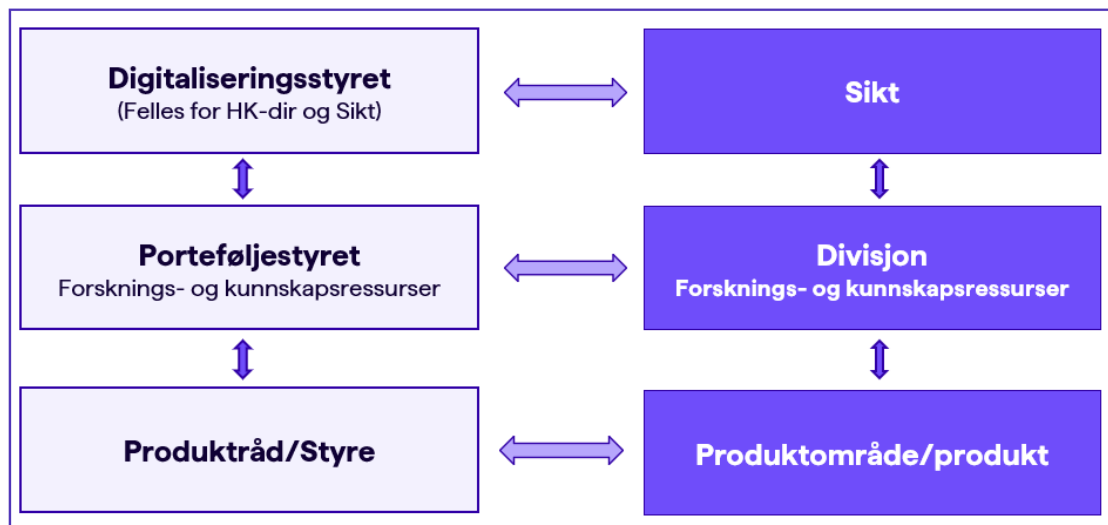 Digitaliseringsstyret
(Felles for HK-dir og Sikt)
Sikt
Porteføljestyret
Forsknings- og kunnskapsressurser
Divisjon
Forsknings- og kunnskapsressurser
Produktråd/Styre
Produktområde/produkt